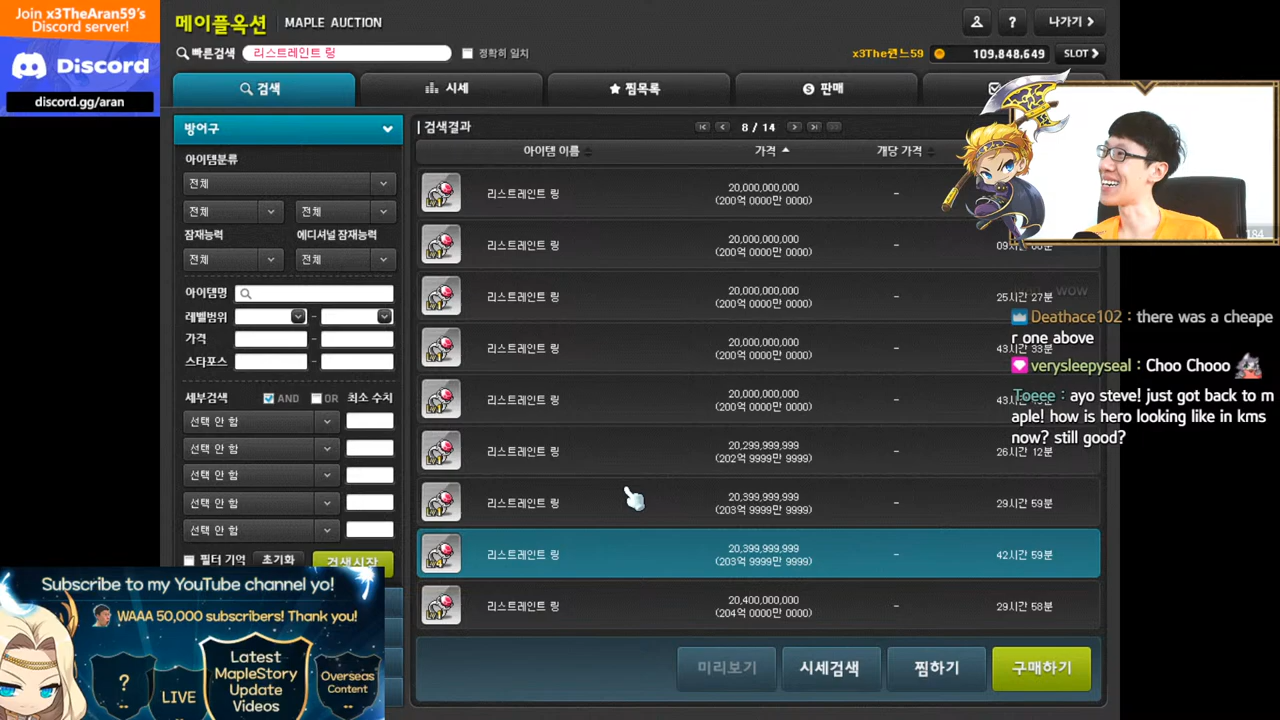 Join x3TheAran59's
Discord server!
Discord
discord.gg/aran
메이플옥션 MAPLE AUCTION
? 나가기
빠른검색 리스트레인트 링 정확히 일치
x3The퀸느59 109,848,649 SLOT
검색 시세 찜목록 판매
방어구
아이템분류
전체
전체 전체
잠재능력 에디셔널 잠재능력
전체 전체
아이템명
레벨범위 -
가격 -
스타포스 -
세부검색 AND OR 최소 수치
선택 안 함
선택 안 함
선택 안 함
선택 안 함
선택 안 함
필터 기억 초기화 검색시작
검색결과 8 / 14
아이템 이름 가격 개당 가격
리스트레인트 링 20,000,000,000 -
(200억 0000만 0000)
리스트레인트 링 20,000,000,000 -
(200억 0000만 0000)
리스트레인트 링 20,000,000,000 - 25시간 27분
(200억 0000만 0000)
리스트레인트 링 20,000,000,000 - 43시간 33분
(200억 0000만 0000)
리스트레인트 링 20,000,000,000 -
(200억 0000만 0000)
리스트레인트 링 20,299,999,999 - 26시간 12분
(202억 9999만 9999)
리스트레인트 링 20,399,999,999 - 29시간 59분
(203억 9999만 9999)
리스트레인트 링 20,399,999,999 - 42시간 59분
(203억 9999만 9999)
리스트레인트 링 20,400,000,000 - 29시간 58분
(204억 0000만 0000)
미리보기 시세검색 찜하기 구매하기
184
wow
Deathace102 : there was a cheape
r one above
verysleepyseal : Choo Chooo
Toeee : ayo steve! just got back to m
aple! how is hero looking like in kms
now? still good?
Subscribe to my YouTube channel yo!
WAAA 50,000 subscribers! Thank you!
?
LIVE
Latest
MapleStory
Update
Videos
Overseas
Content